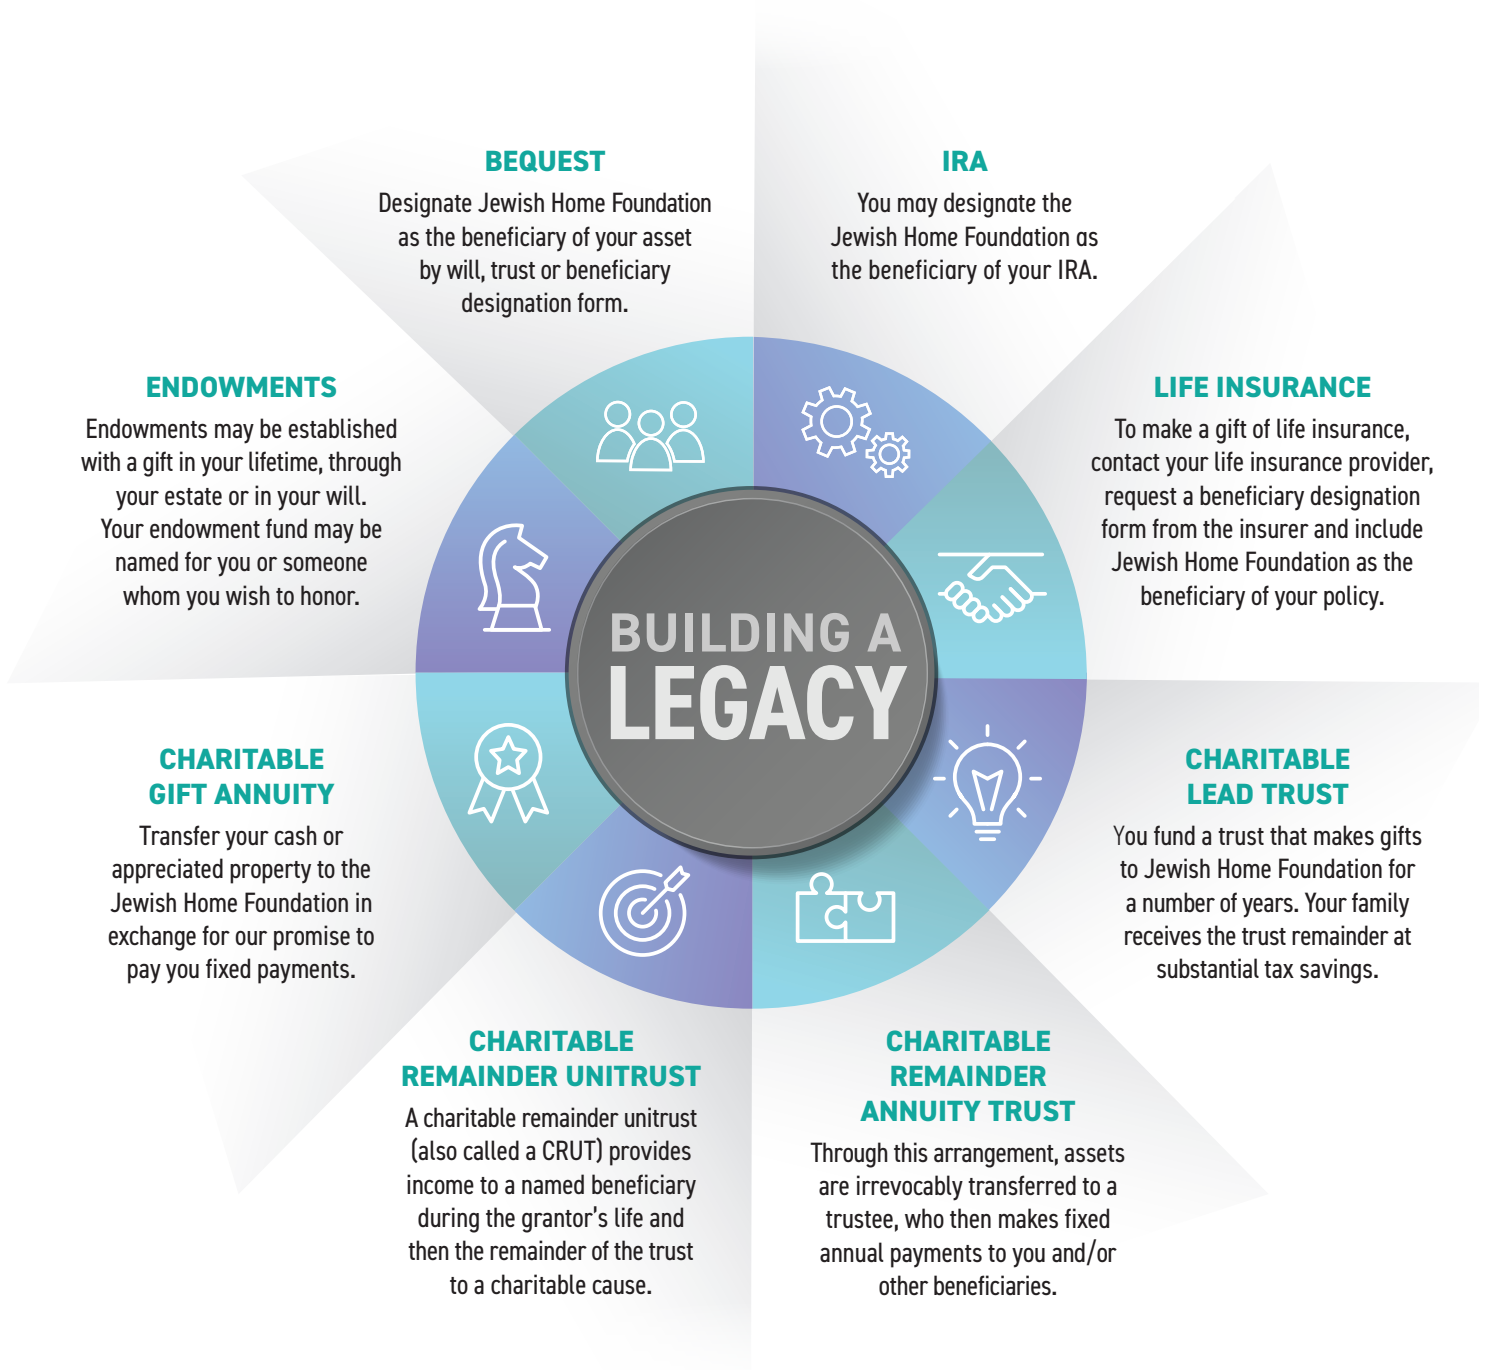 BEQUEST
Designate Jewish Home Foundation
as the beneficiary of your asset
by will, trust or beneficiary
designation form.
IRA
You may designate the
Jewish Home Foundation as
the beneficiary of your IRA.
ENDOWMENTS
Endowments may be established
with a gift in your lifetime, through
your estate or in your will.
Your endowment fund may be
named for you or someone
whom you wish to honor.
LIFE INSURANCE
To make a gift of life insurance,
contact your life insurance provider,
request a beneficiary designation
form from the insurer and include
Jewish Home Foundation as the
beneficiary of your policy.
BUILDING A
LEGACY
CHARITABLE
GIFT ANNUITY
Transfer your cash or
appreciated property to the
Jewish Home Foundation in
exchange for our promise to
pay you fixed payments.
CHARITABLE
LEAD TRUST
You fund a trust that makes gifts
to Jewish Home Foundation for
a number of years. Your family
receives the trust remainder at
substantial tax savings.
CHARITABLE
REMAINDER UNITRUST
A charitable remainder unitrust
(also called a CRUT) provides
income to a named beneficiary
during the grantor's life and
then the remainder of the trust
to a charitable cause.
CHARITABLE
REMAINDER
ANNUITY TRUST
Through this arrangement, assets
are irrevocably transferred to a
trustee, who then makes fixed
annual payments to you and/or
other beneficiaries.